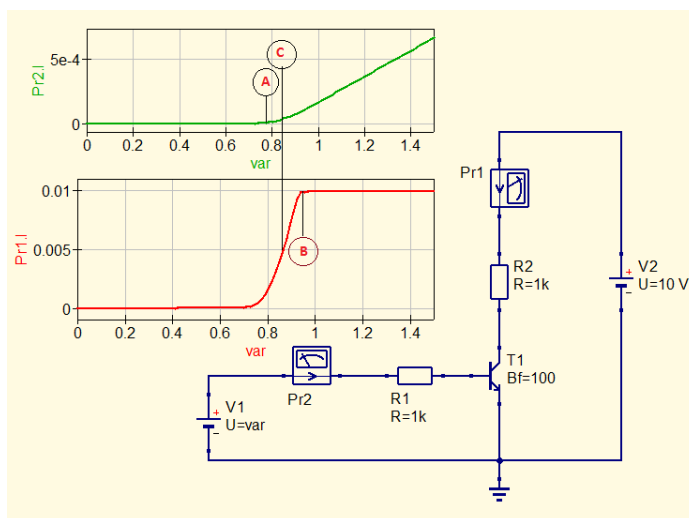 Pr2.I
5e-4
0
0 0.2 0.4 0.6 0.8 1 1.2 1.4
var
A
C
Pr1.I
0.01
0.005
0
0 0.2 0.4 0.6 0.8 1 1.2 1.4
var
B
Pr1
R2
R=1k
+ V2
U=10 V
-
T1
Bf=100
Pr2
R1
R=1k
+ V1
U=var
-